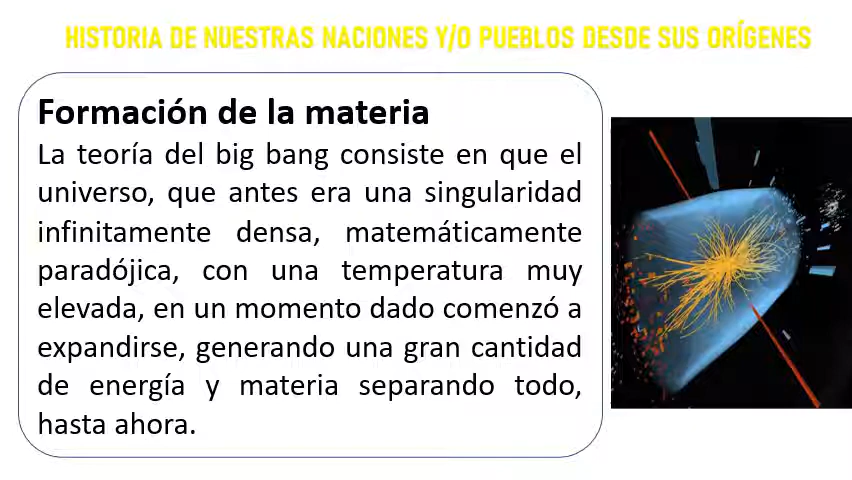 HISTORIA DE NUESTRAS NACIONES Y/O PUEBLOS DESDE SUS ORÍGENES
Formación de la materia
La teoría del big bang consiste en que el
universo, que antes era una singularidad
infinitamente densa, matemáticamente
paradójica, con una temperatura muy
elevada, en un momento dado comenzó a
expandirse, generando una gran cantidad
de energía y materia separando todo,
hasta ahora.